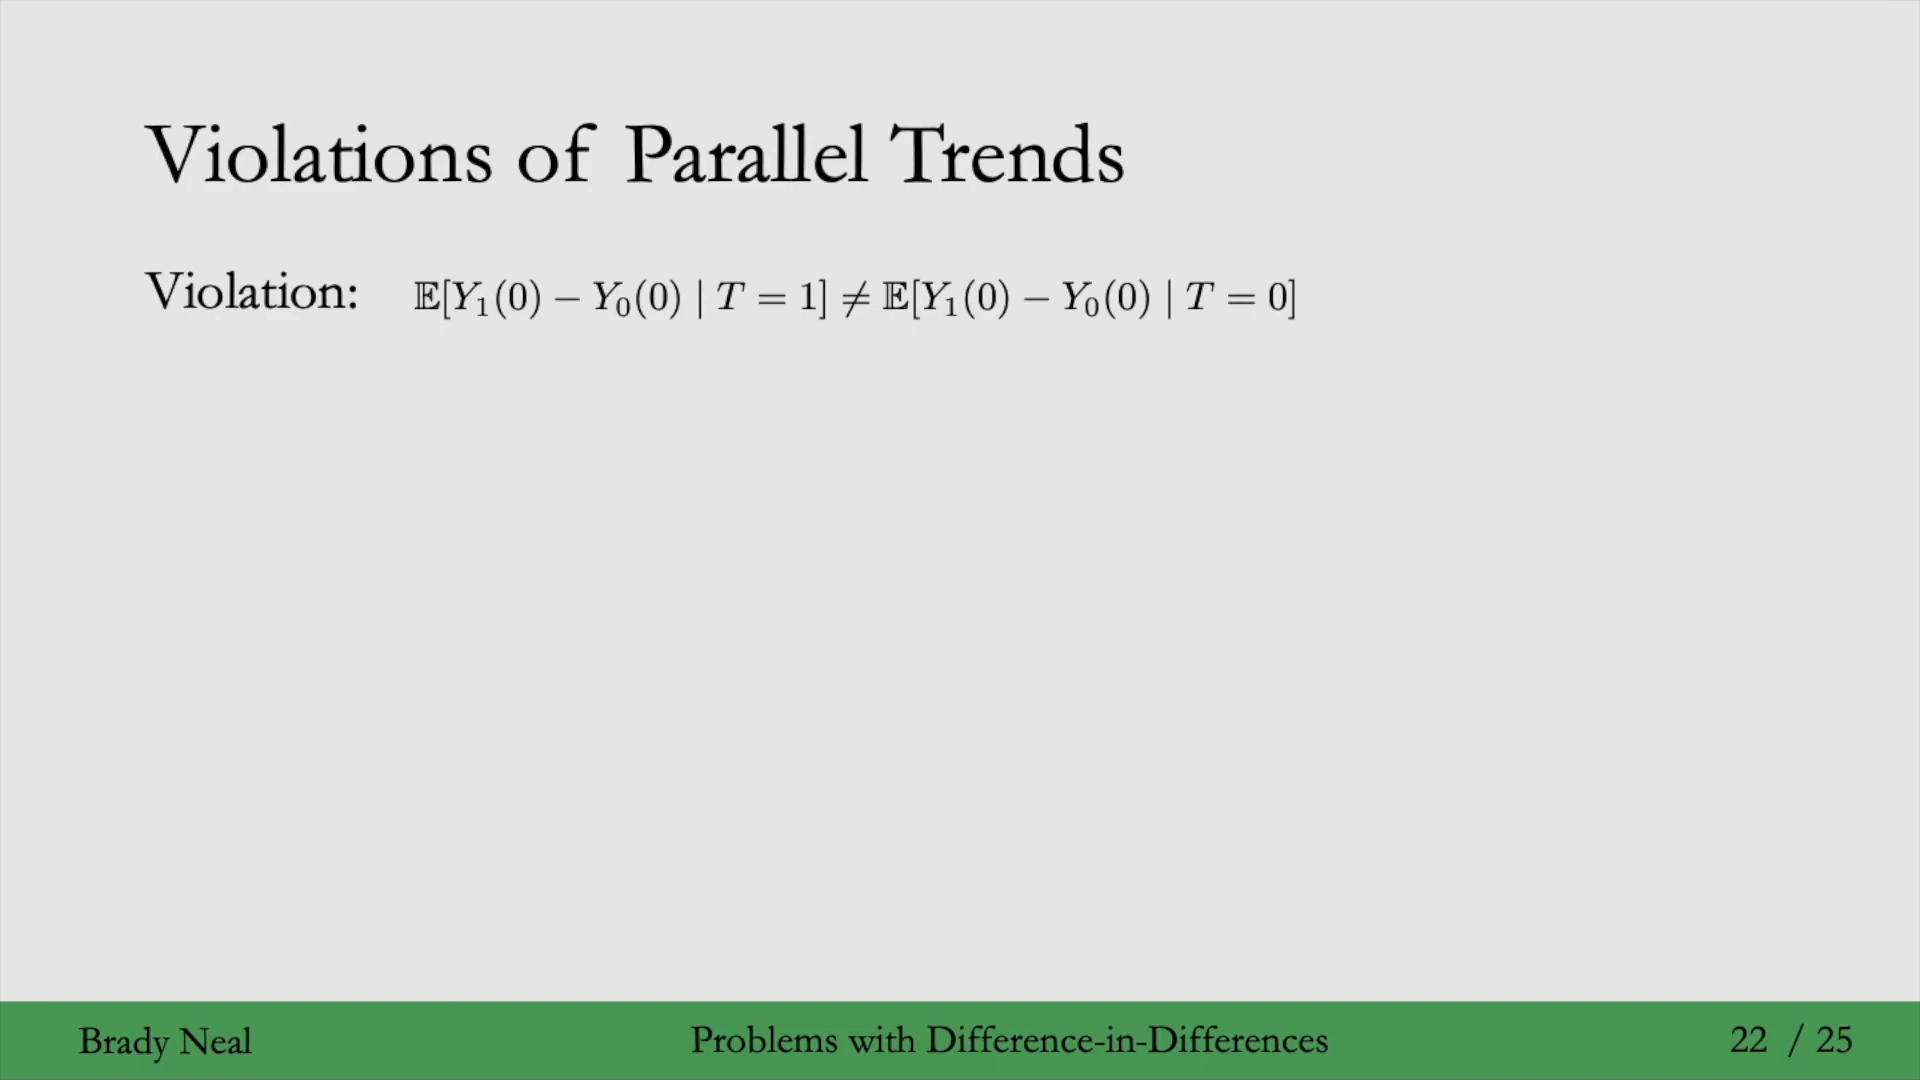 Violations of Parallel Trends
Violation: 𝔼[Y₁(0) − Y₀(0) | T = 1] ≠ 𝔼[Y₁(0) − Y₀(0) | T = 0]
Brady Neal Problems with Difference-in-Differences 22 / 25